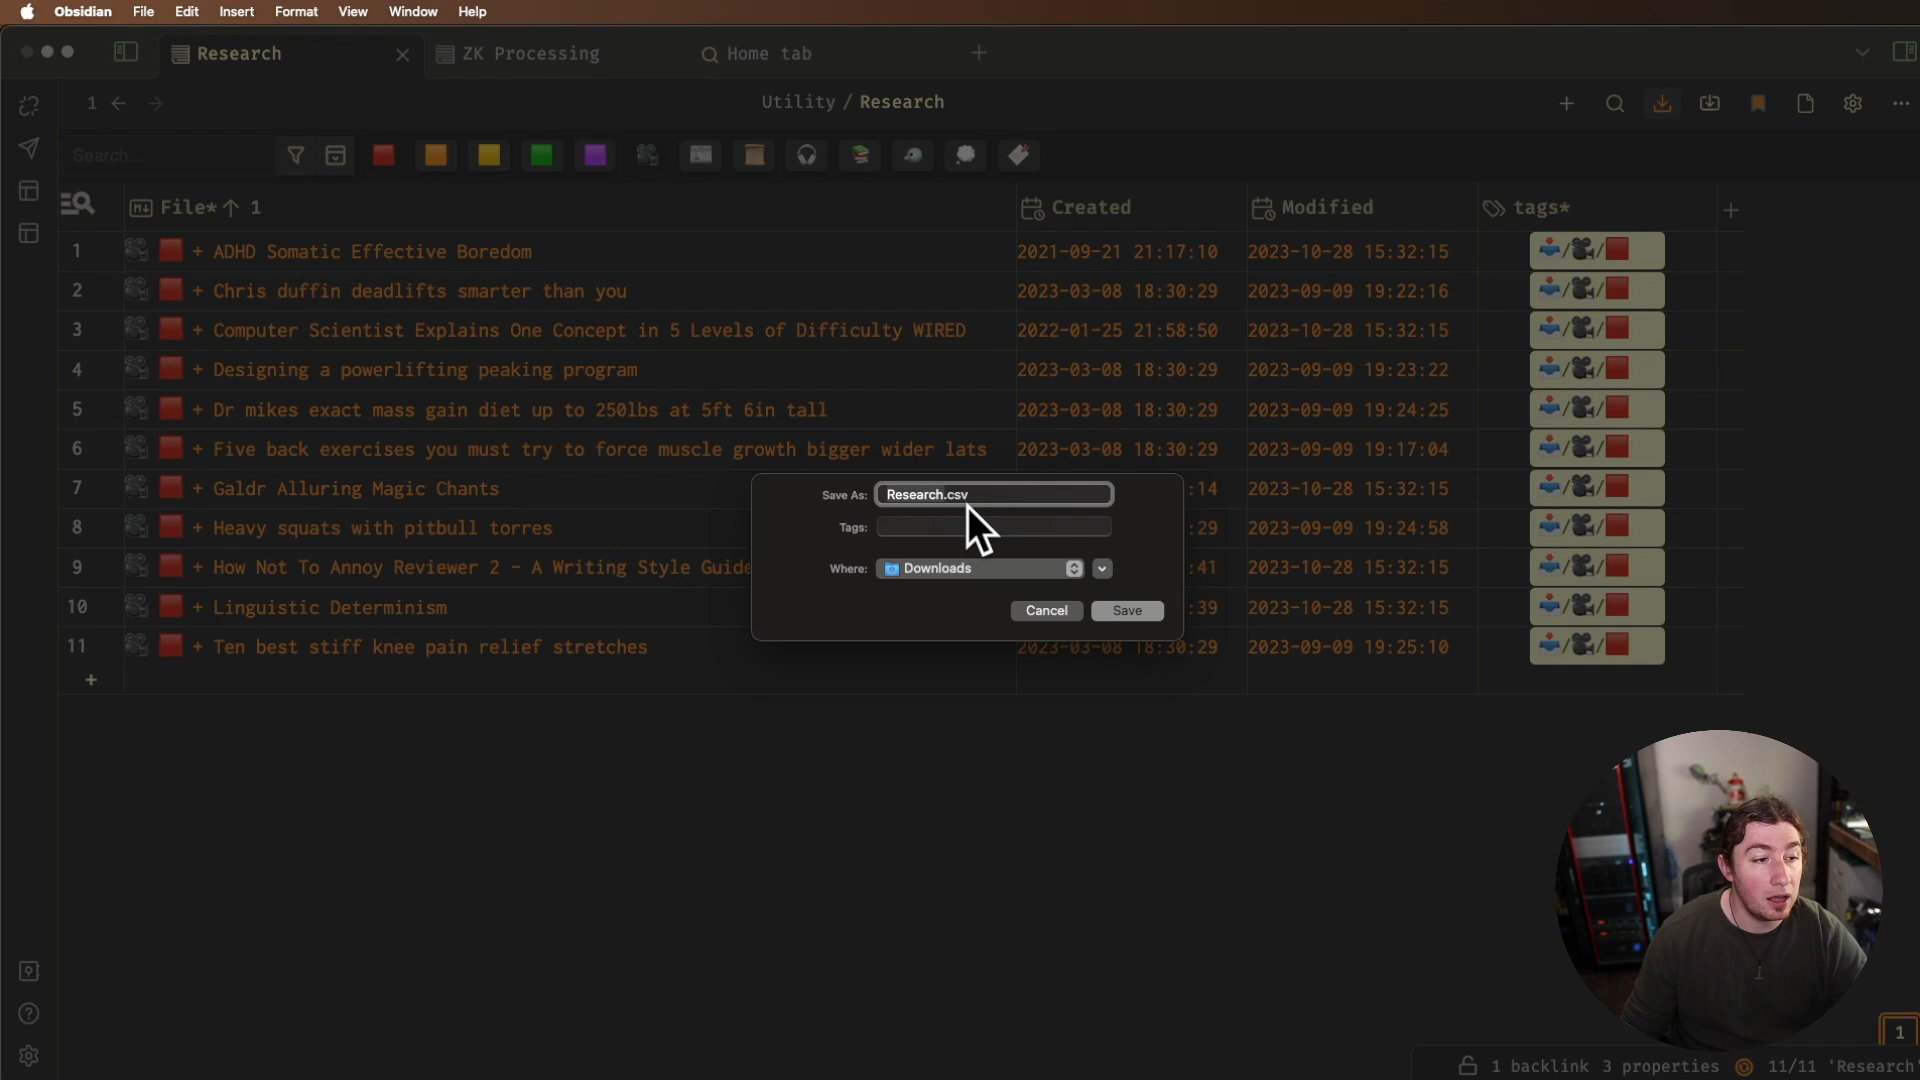 Obsidian File Edit Insert Format View Window Help
Research ZK Processing Home tab
1 Utility / Research
Search...
File* 1 Created Modified tags*
1 + ADHD Somatic Effective Boredom 2021-09-21 21:17:10 2023-10-28 15:32:15
2 + Chris duffin deadlifts smarter than you 2023-03-08 18:30:29 2023-09-09 19:22:16
3 + Computer Scientist Explains One Concept in 5 Levels of Difficulty WIRED 2022-01-25 21:58:50 2023-10-28 15:32:15
4 + Designing a powerlifting peaking program 2023-03-08 18:30:29 2023-09-09 19:23:22
5 + Dr mikes exact mass gain diet up to 250lbs at 5ft 6in tall 2023-03-08 18:30:29 2023-09-09 19:24:25
6 + Five back exercises you must try to force muscle growth bigger wider lats 2023-03-08 18:30:29 2023-09-09 19:17:04
7 + Galdr Alluring Magic Chants :14 2023-10-28 15:32:15
8 + Heavy squats with pitbull torres :29 2023-09-09 19:24:58
9 + How Not To Annoy Reviewer 2 - A Writing Style Guide :41 2023-10-28 15:32:15
10 + Linguistic Determinism :39 2023-10-28 15:32:15
11 + Ten best stiff knee pain relief stretches 2023-03-08 18:30:29 2023-09-09 19:25:10
+
Save As: Research.csv
Tags:
Where: Downloads
Cancel Save
1
1 backlink 3 properties 11/11 'Research'